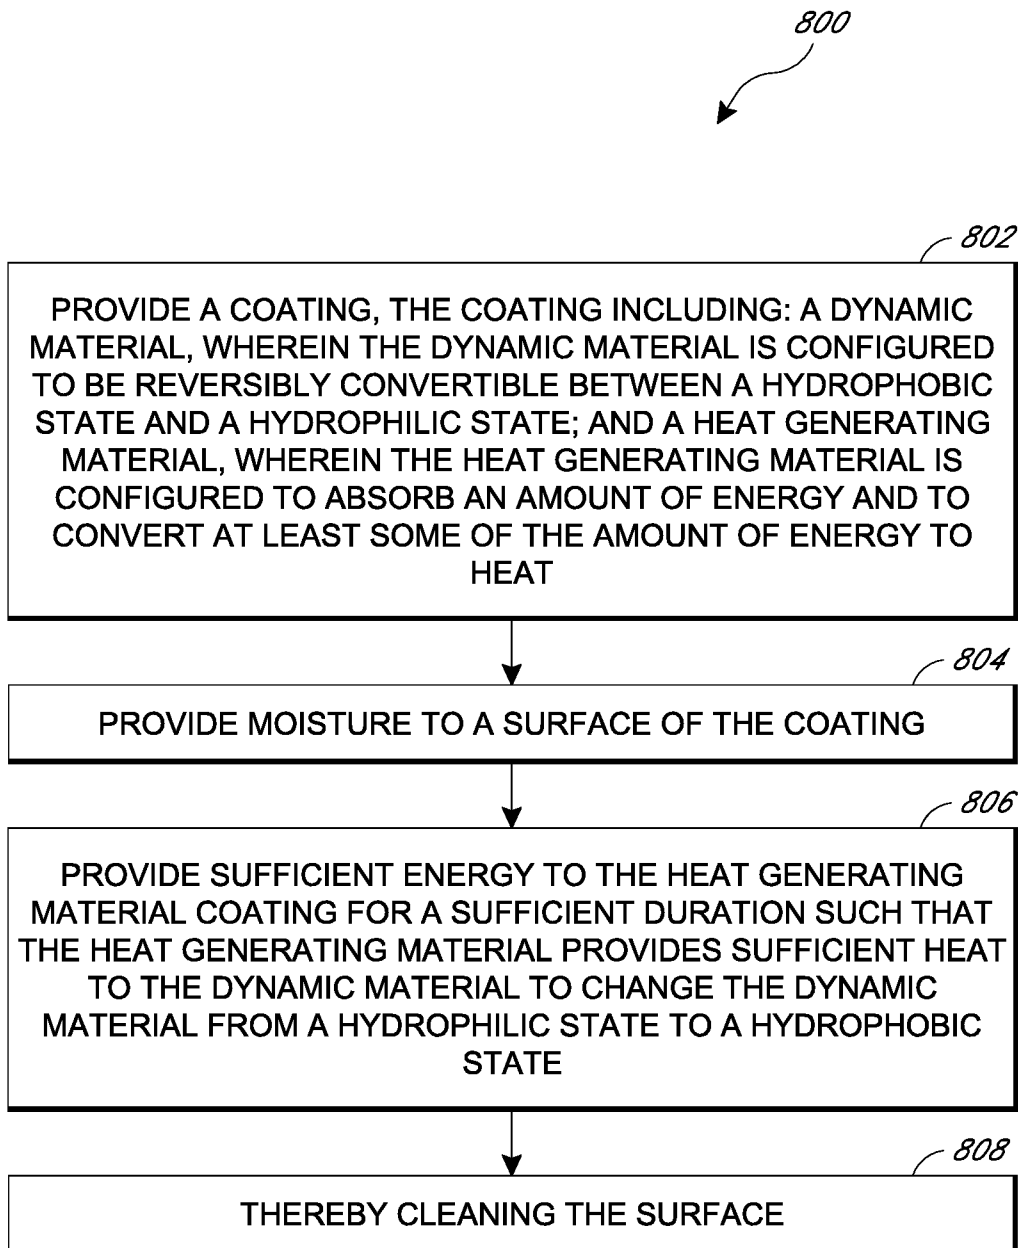 800
802
PROVIDE A COATING, THE COATING INCLUDING: A DYNAMIC
MATERIAL, WHEREIN THE DYNAMIC MATERIAL IS CONFIGURED
TO BE REVERSIBLY CONVERTIBLE BETWEEN A HYDROPHOBIC
STATE AND A HYDROPHILIC STATE; AND A HEAT GENERATING
MATERIAL, WHEREIN THE HEAT GENERATING MATERIAL IS
CONFIGURED TO ABSORB AN AMOUNT OF ENERGY AND TO
CONVERT AT LEAST SOME OF THE AMOUNT OF ENERGY TO
HEAT
804
PROVIDE MOISTURE TO A SURFACE OF THE COATING
806
PROVIDE SUFFICIENT ENERGY TO THE HEAT GENERATING
MATERIAL COATING FOR A SUFFICIENT DURATION SUCH THAT
THE HEAT GENERATING MATERIAL PROVIDES SUFFICIENT HEAT
TO THE DYNAMIC MATERIAL TO CHANGE THE DYNAMIC
MATERIAL FROM A HYDROPHILIC STATE TO A HYDROPHOBIC
STATE
808
THEREBY CLEANING THE SURFACE